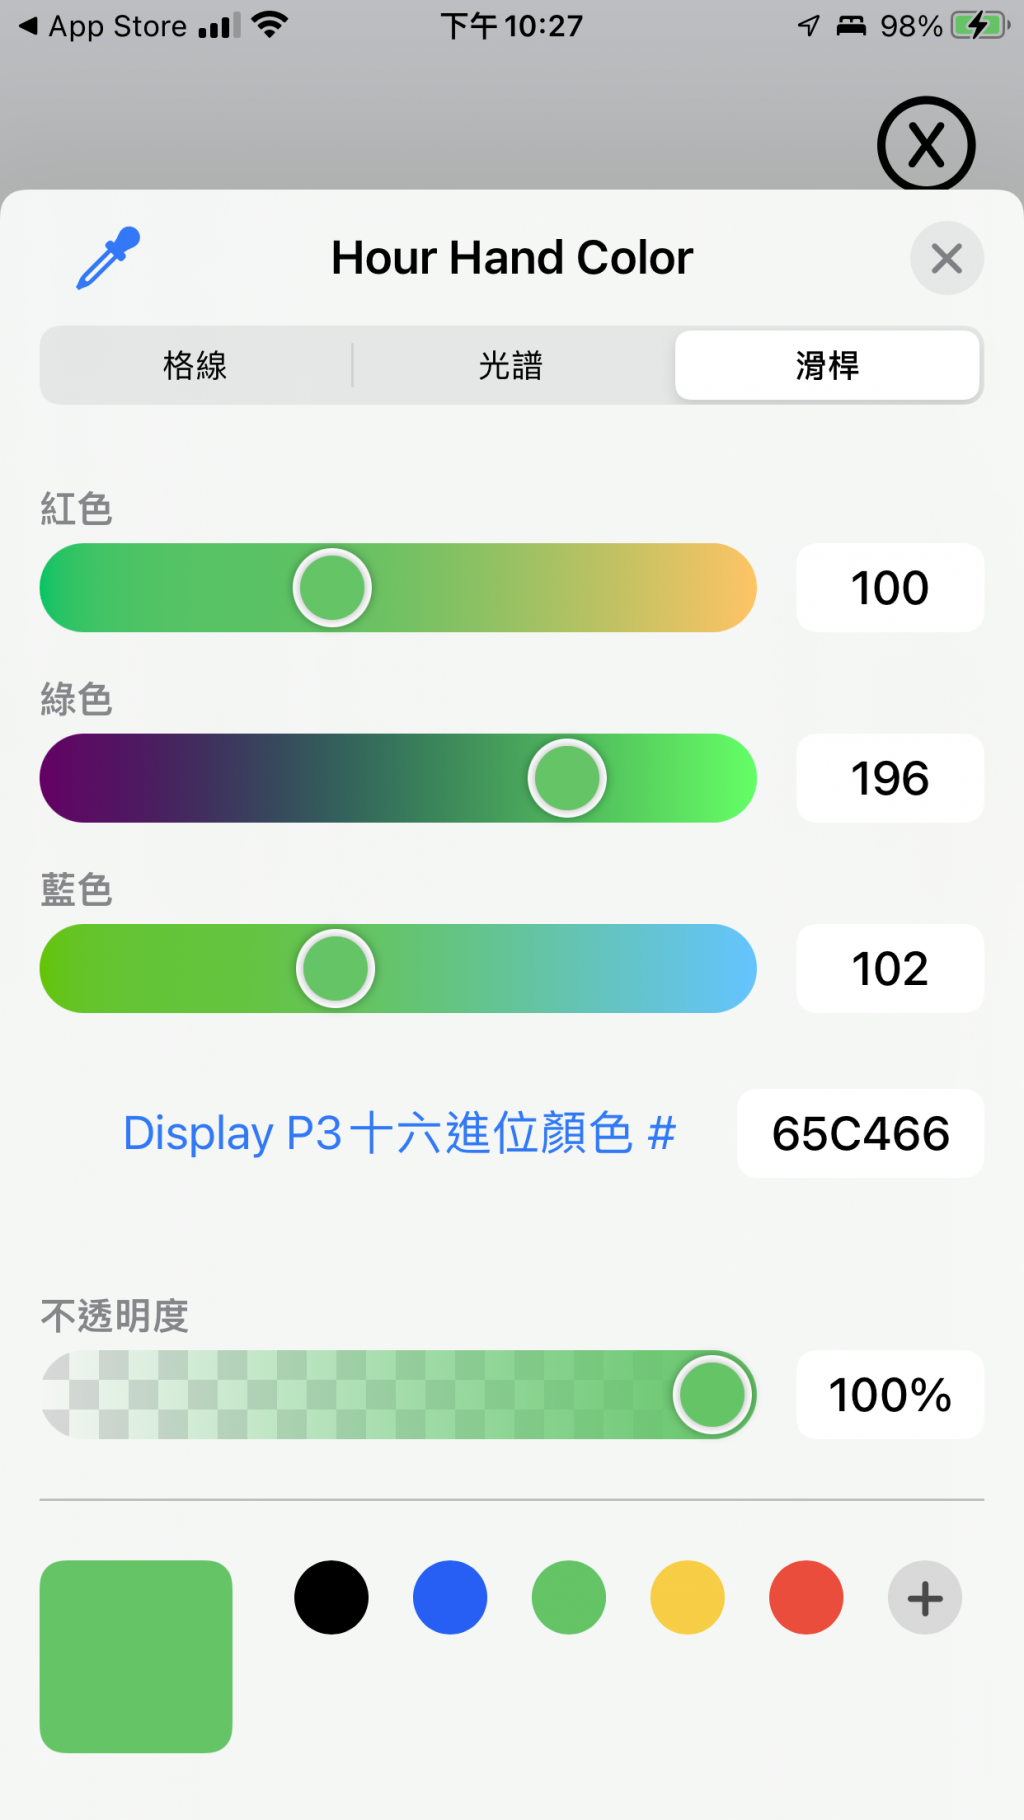 App Store
下午10:27
98%
X
Hour Hand Color
格線
光譜
滑桿
紅色
100
綠色
196
藍色
102
Display P3十六進位顏色 #
65C466
不透明度
100%